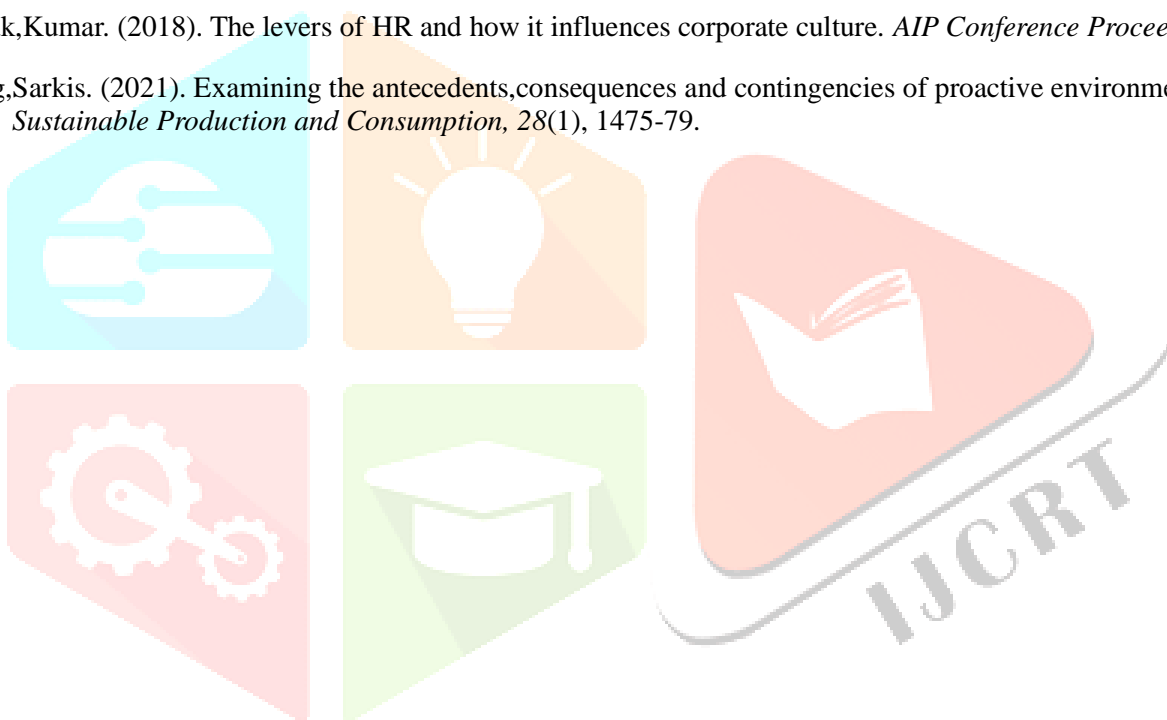 k,Kumar. (2018). The levers of HR and how it influences corporate culture. AIP Conference Procee
g,Sarkis. (2021). Examining the antecedents,consequences and contingencies of proactive environme
Sustainable Production and Consumption, 28(1), 1475-79.
IJCRT